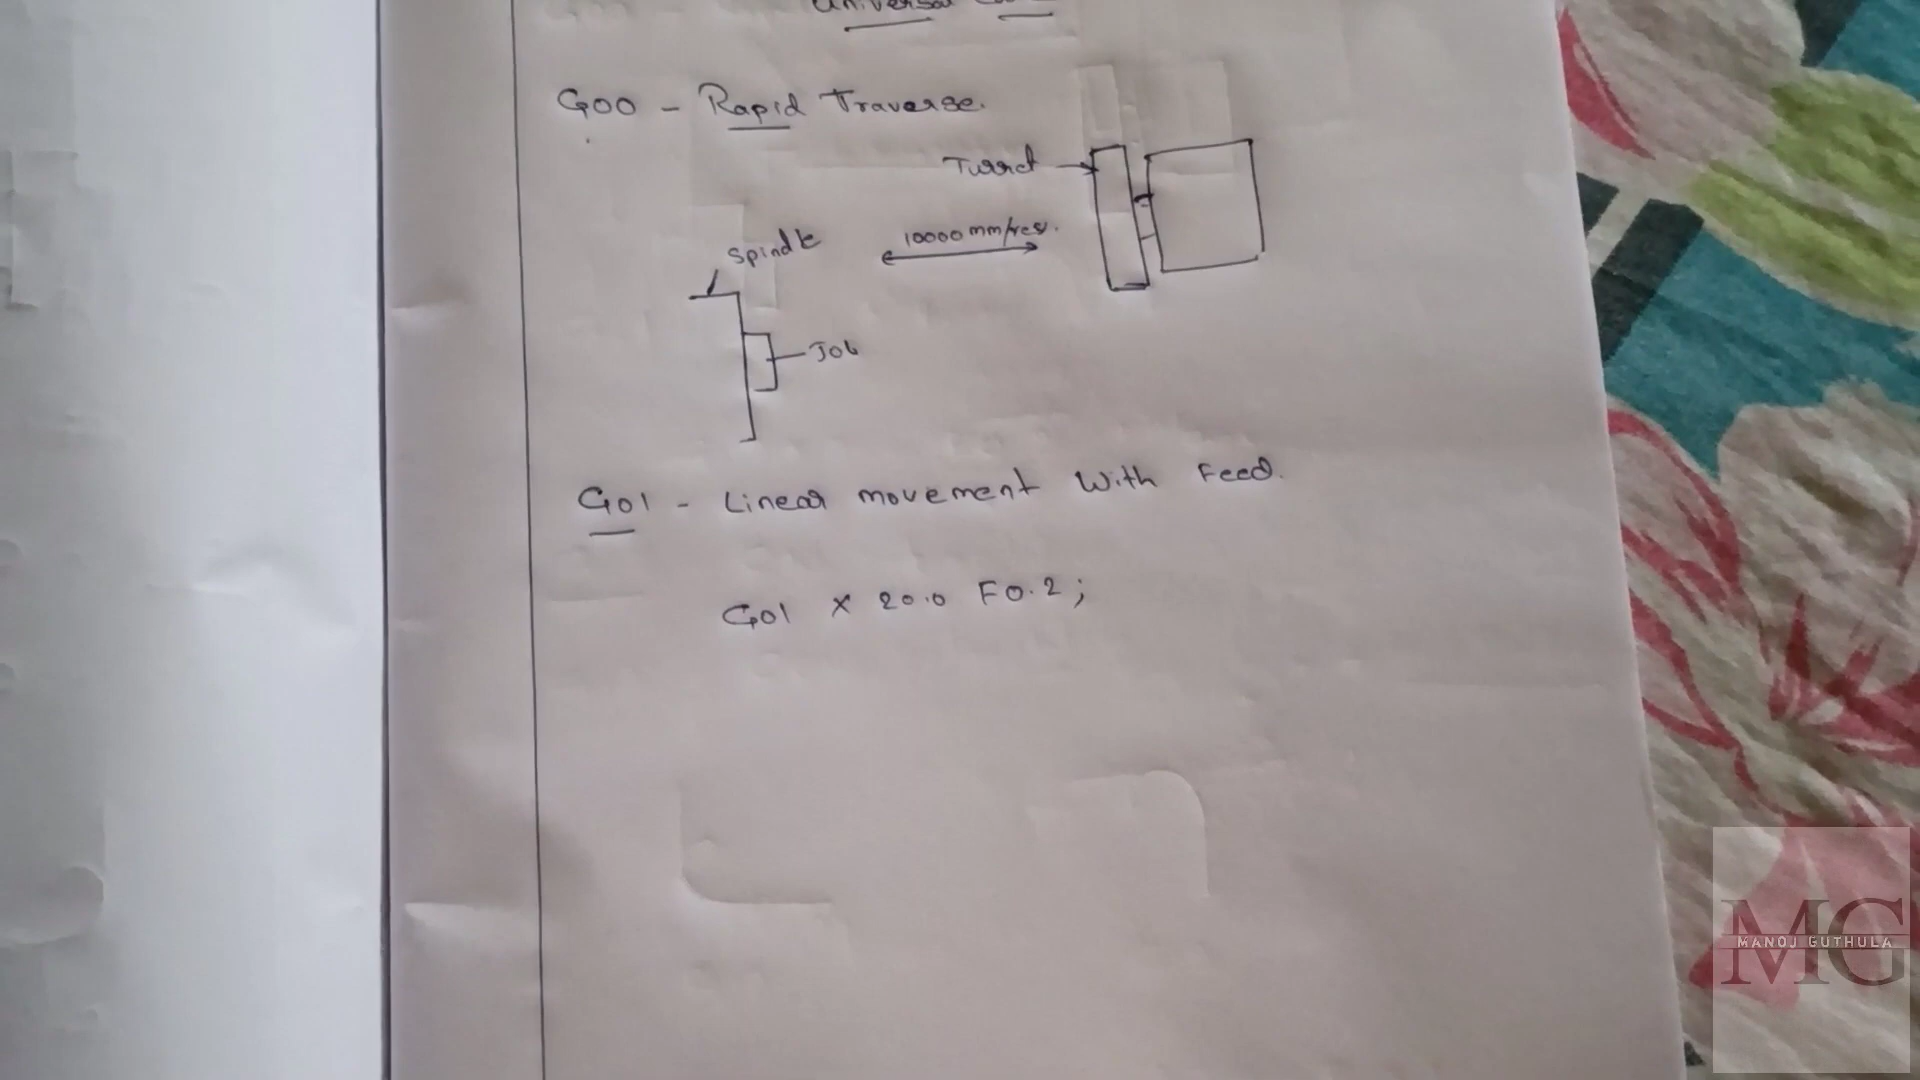 Universal
G00 - Rapid Traverse.
Turret
Spindle
10000 mm/rev.
Job
G01 - Linear movement With Feed.
G01 X 20.0 F0.2;
MG
MANOJ GUTHULA